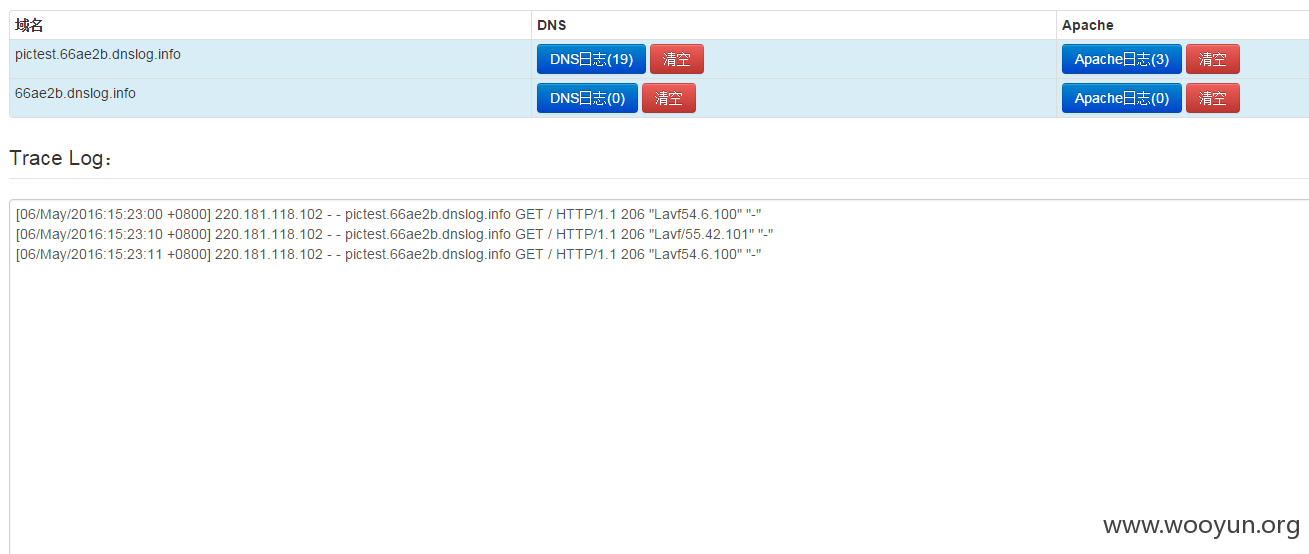 域名 DNS Apache
pictest.66ae2b.dnslog.info DNS日志(19) 清空 Apache日志(3) 清空
66ae2b.dnslog.info DNS日志(0) 清空 Apache日志(0) 清空
Trace Log：
[06/May/2016:15:23:00 +0800] 220.181.118.102 - - pictest.66ae2b.dnslog.info GET / HTTP/1.1 206 "Lavf54.6.100" "-"
[06/May/2016:15:23:10 +0800] 220.181.118.102 - - pictest.66ae2b.dnslog.info GET / HTTP/1.1 206 "Lavf/55.42.101" "-"
[06/May/2016:15:23:11 +0800] 220.181.118.102 - - pictest.66ae2b.dnslog.info GET / HTTP/1.1 206 "Lavf54.6.100" "-"
www.wooyun.org